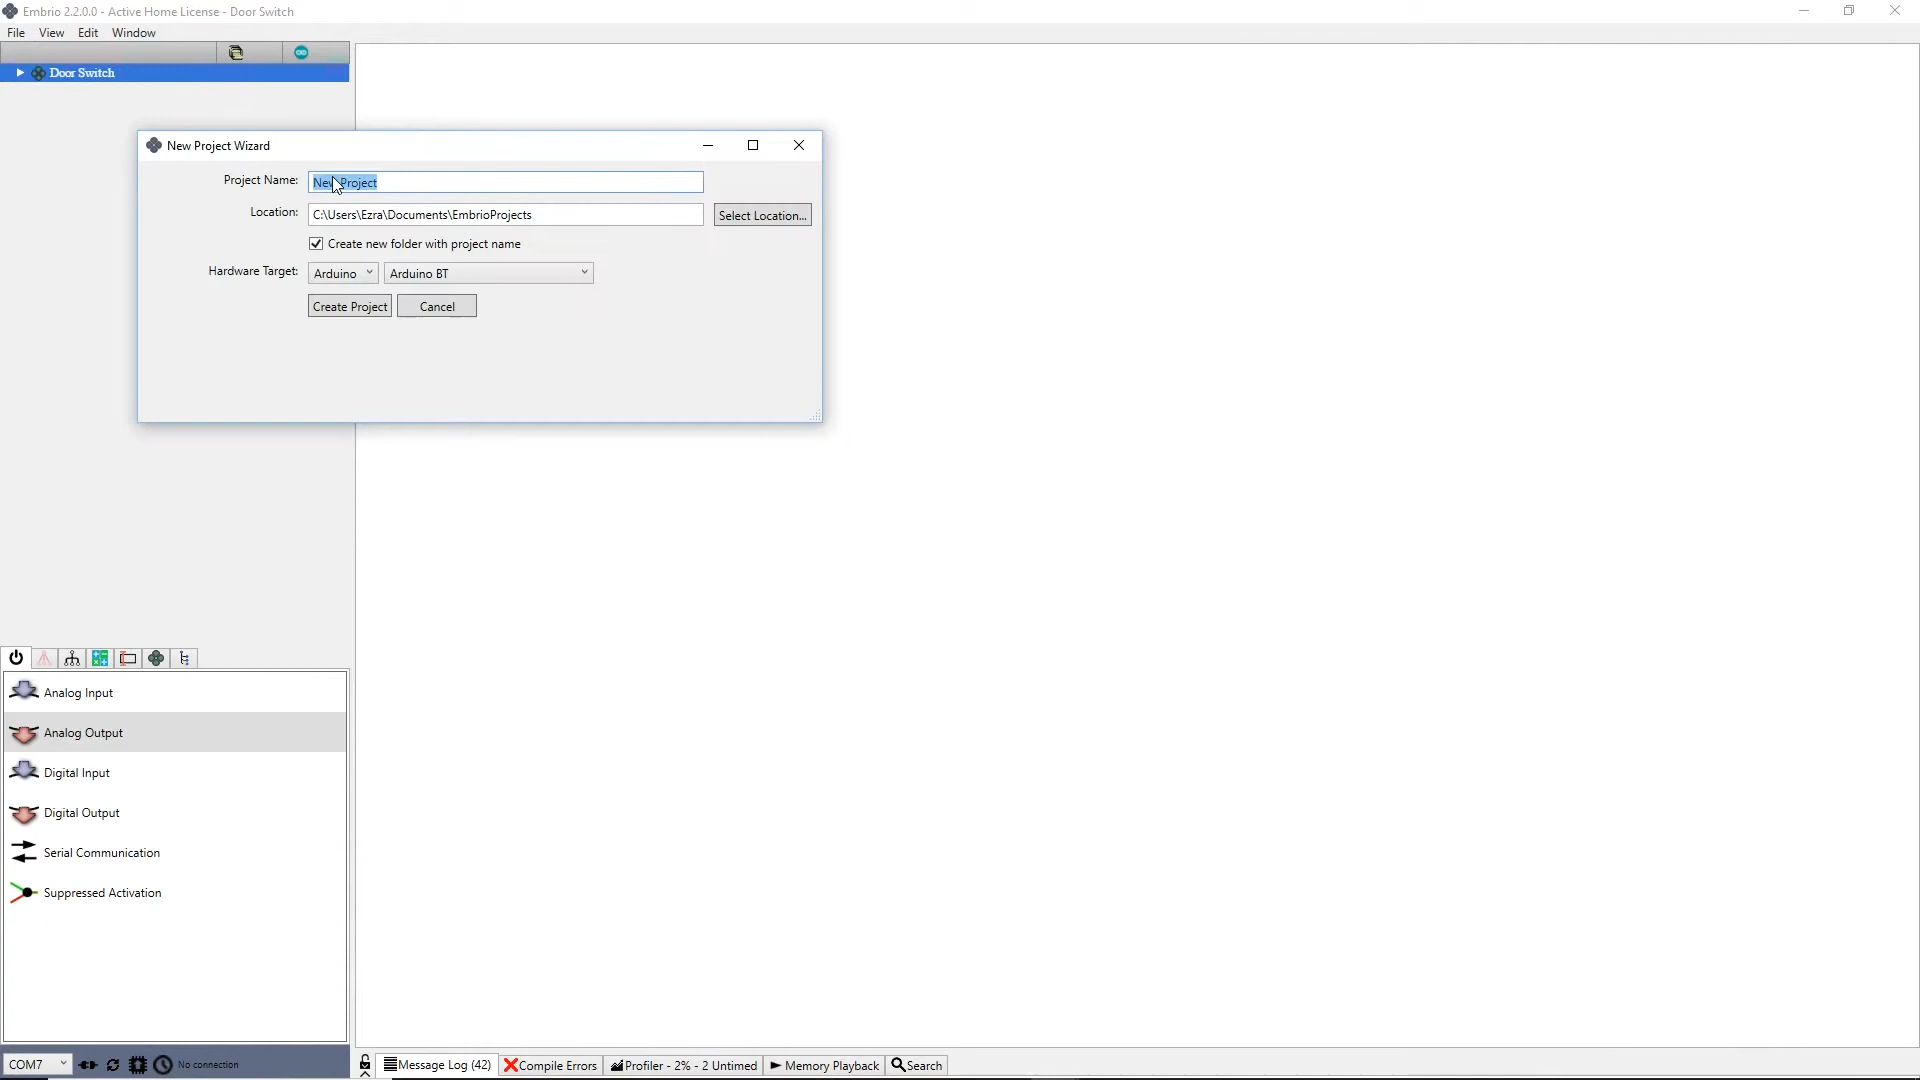 Embrio 2.2.0.0 - Active Home License - Door Switch
File View Edit Window
Door Switch
New Project Wizard
Project Name: New Project
Location: C:\Users\Ezra\Documents\EmbrioProjects Select Location...
Create new folder with project name
Hardware Target: Arduino Arduino BT
Create Project Cancel
Analog Input
Analog Output
Digital Input
Digital Output
Serial Communication
Suppressed Activation
COM7 No connection Message Log (42) Compile Errors Profiler - 2% - 2 Untimed Memory Playback Search